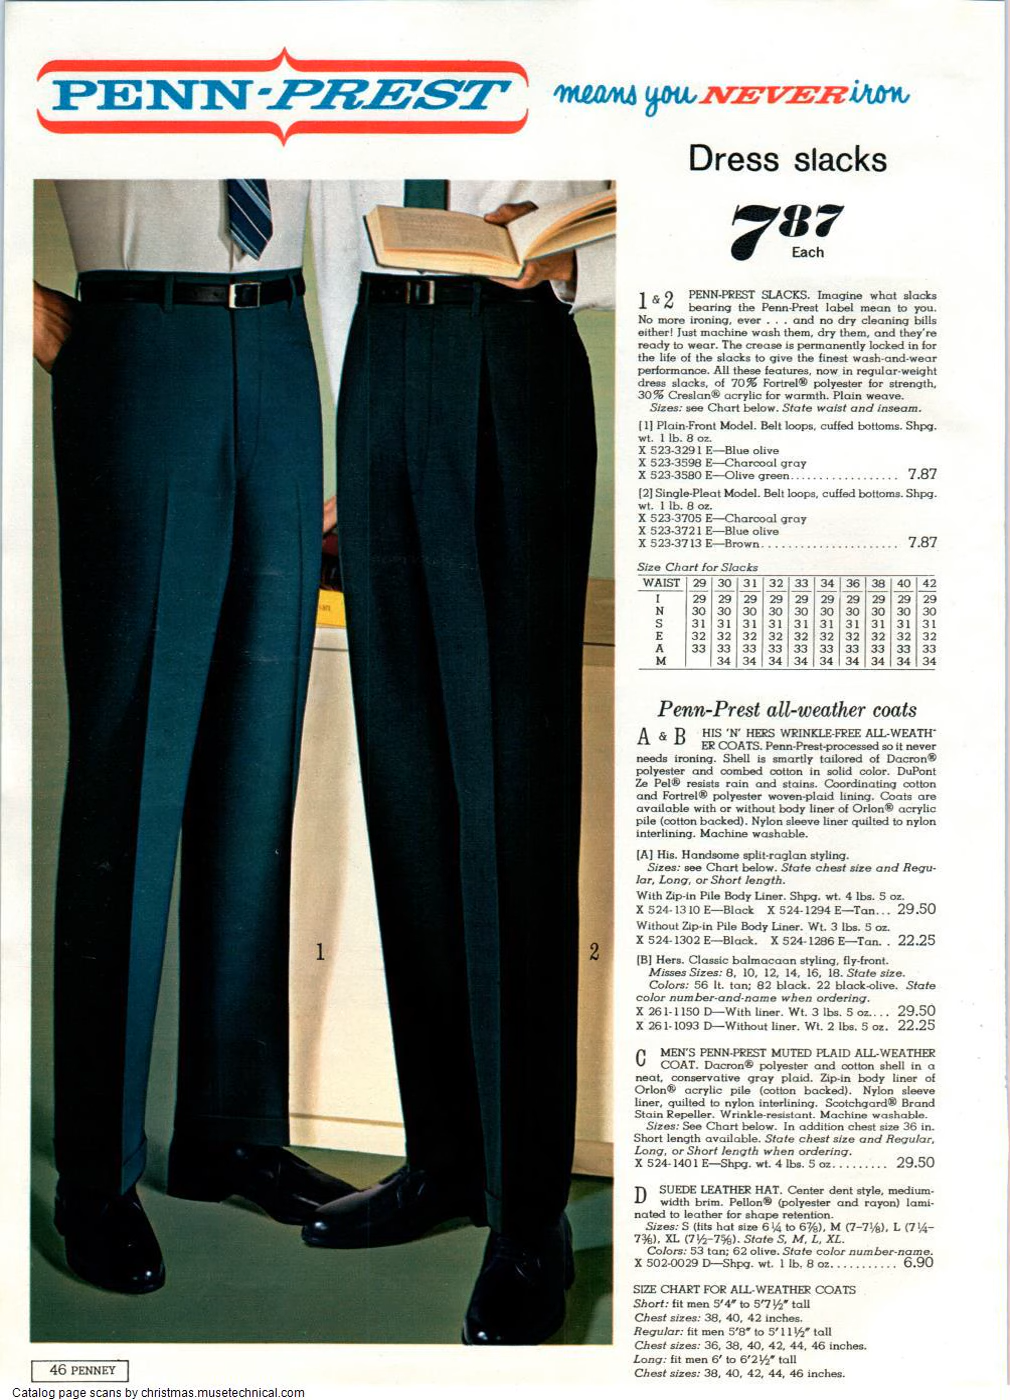 PENN-PREST means you NEVER iron
Dress slacks
7 87
Each
1 & 2 PENN-PREST SLACKS. Imagine what slacks
bearing the Penn-Prest label mean to you.
No more ironing, ever . . . and no dry cleaning bills
either! Just machine wash them, dry them, and they're
ready to wear. The crease is permanently locked in for
the life of the slacks to give the finest wash-and-wear
performance. All these features, now in regular-weight
dress slacks, of 70% Fortrel® polyester for strength,
30% Creslan® acrylic for warmth. Plain weave.
Sizes: see Chart below. State waist and inseam.
[1] Plain-Front Model. Belt loops, cuffed bottoms. Shpg.
wt. 1 lb. 8 oz.
X 523-3291 E—Blue olive
X 523-3598 E—Charcoal gray
X 523-3580 E—Olive green.................. 7.87
[2] Single-Pleat Model. Belt loops, cuffed bottoms. Shpg.
wt. 1 lb. 8 oz.
X 523-3705 E—Charcoal gray
X 523-3721 E—Blue olive
X 523-3713 E—Brown....................... 7.87
Size Chart for Slacks
WAIST 29 30 31 32 33 34 36 38 40 42
I 29 29 29 29 29 29 29 29 29 29
N 30 30 30 30 30 30 30 30 30 30
S 31 31 31 31 31 31 31 31 31 31
E 32 32 32 32 32 32 32 32 32 32
A 33 33 33 33 33 33 33 33 33 33
M 34 34 34 34 34 34 34 34 34
Penn-Prest all-weather coats
A & B HIS 'N' HERS WRINKLE-FREE ALL-WEATH-
ER COATS. Penn-Prest-processed so it never
needs ironing. Shell is smartly tailored of Dacron®
polyester and combed cotton in solid color. DuPont
Ze Pel® resists rain and stains. Coordinating cotton
and Fortrel® polyester woven-plaid lining. Coats are
available with or without body liner of Orlon® acrylic
pile (cotton backed). Nylon sleeve liner quilted to nylon
interlining. Machine washable.
[A] His. Handsome split-raglan styling.
Sizes: see Chart below. State chest size and Regu-
lar, Long, or Short length.
With Zip-in Pile Body Liner. Shpg. wt. 4 lbs. 5 oz.
X 524-1310 E—Black X 524-1294 E—Tan... 29.50
Without Zip-in Pile Body Liner. Wt. 3 lbs. 5 oz.
X 524-1302 E—Black. X 524-1286 E—Tan. . 22.25
[B] Hers. Classic balmacaan styling, fly-front.
Misses Sizes: 8, 10, 12, 14, 16, 18. State size.
Colors: 56 lt. tan; 82 black. 22 black-olive. State
color number-and-name when ordering.
X 261-1150 D—With liner. Wt. 3 lbs. 5 oz.... 29.50
X 261-1093 D—Without liner. Wt. 2 lbs. 5 oz. 22.25
C MEN'S PENN-PREST MUTED PLAID ALL-WEATHER
COAT. Dacron® polyester and cotton shell in a
neat, conservative gray plaid. Zip-in body liner of
Orlon® acrylic pile (cotton backed). Nylon sleeve
liner, quilted to nylon interlining. Scotchgard® Brand
Stain Repeller. Wrinkle-resistant. Machine washable.
Sizes: See Chart below. In addition chest size 36 in.
Short length available. State chest size and Regular,
Long, or Short length when ordering.
X 524-1401 E—Shpg. wt. 4 lbs. 5 oz......... 29.50
D SUEDE LEATHER HAT. Center dent style, medium-
width brim. Pellon® (polyester and rayon) lami-
nated to leather for shape retention.
Sizes: S (fits hat size 6¼ to 6⅞), M (7-7⅛), L (7¼-
7⅜), XL (7½-7⅝). State S, M, L, XL.
Colors: 53 tan; 62 olive. State color number-name.
X 502-0029 D—Shpg. wt. 1 lb. 8 oz........... 6.90
SIZE CHART FOR ALL-WEATHER COATS
Short: fit men 5'4" to 5'7½" tall
Chest sizes: 38, 40, 42 inches.
Regular: fit men 5'8" to 5'11½" tall
Chest sizes: 36, 38, 40, 42, 44, 46 inches.
Long: fit men 6' to 6'2½" tall
Chest sizes: 38, 40, 42, 44, 46 inches.
1
2
46 PENNEY
Catalog page scans by christmas.musetechnical.com